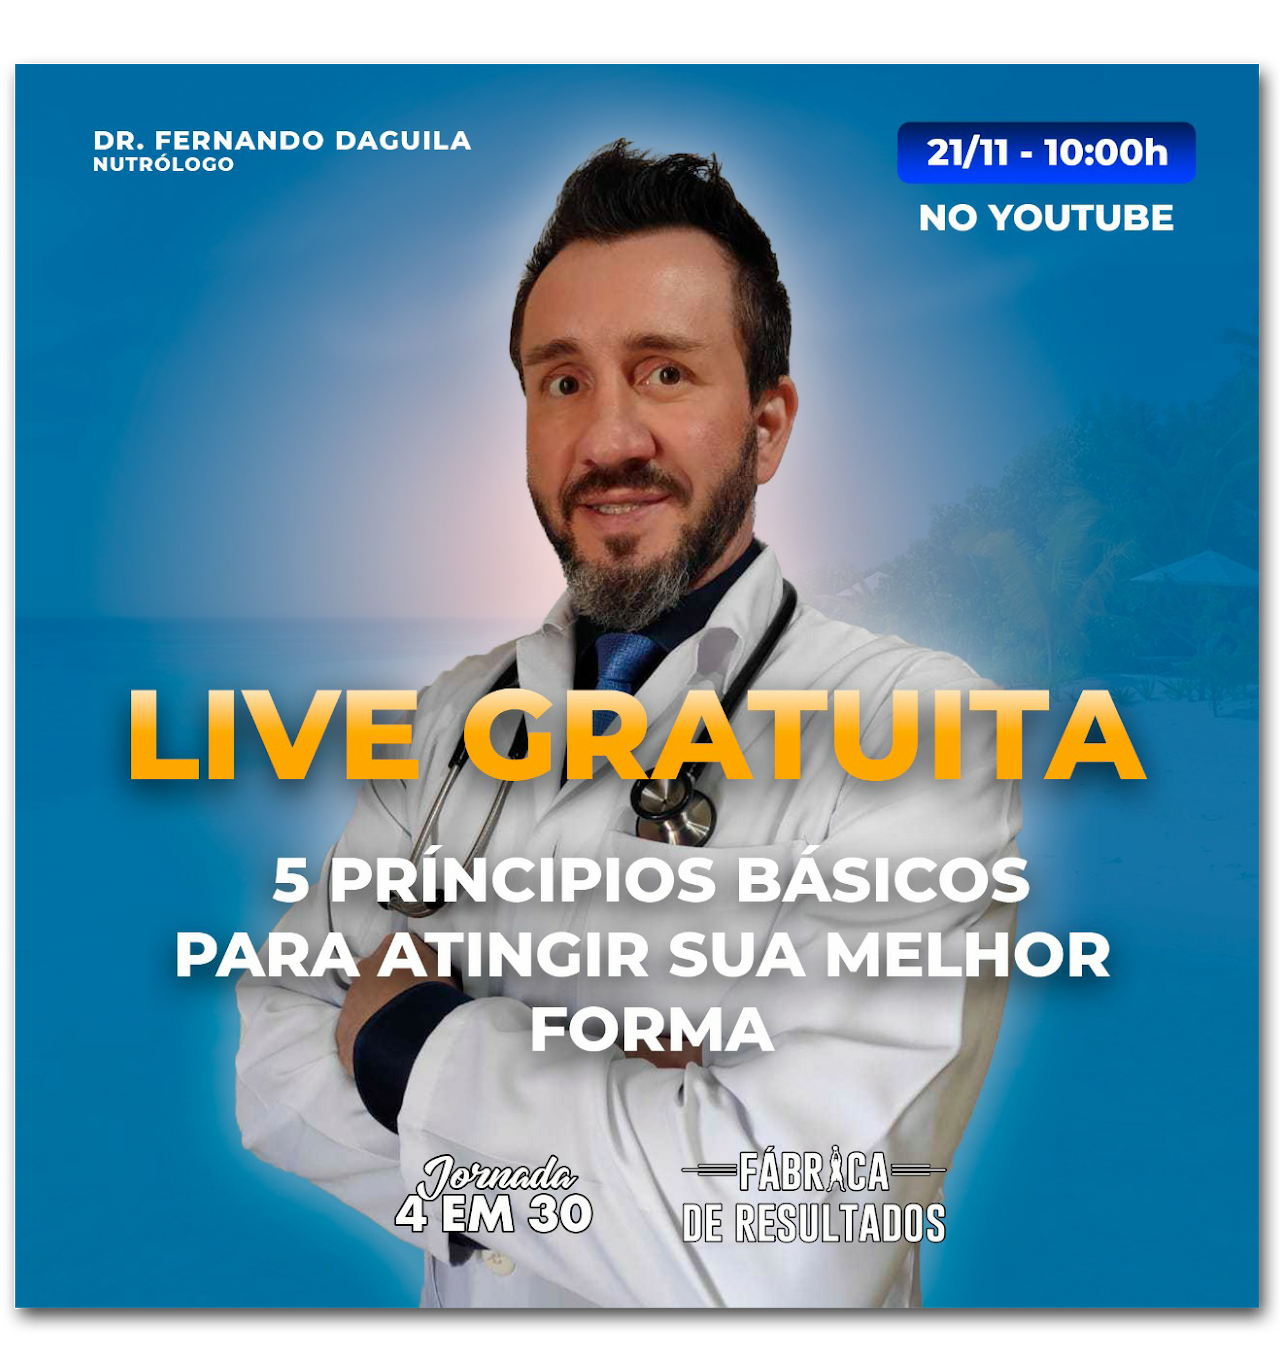 DR. FERNANDO DAGUILA
NUTRÓLOGO
21/11 - 10:00h
NO YOUTUBE
LIVE GRATUITA
5 PRÍNCIPIOS BÁSICOS
PARA ATINGIR SUA MELHOR
FORMA
Jornada
4 EM 30
FÁBRICA
DE RESULTADOS